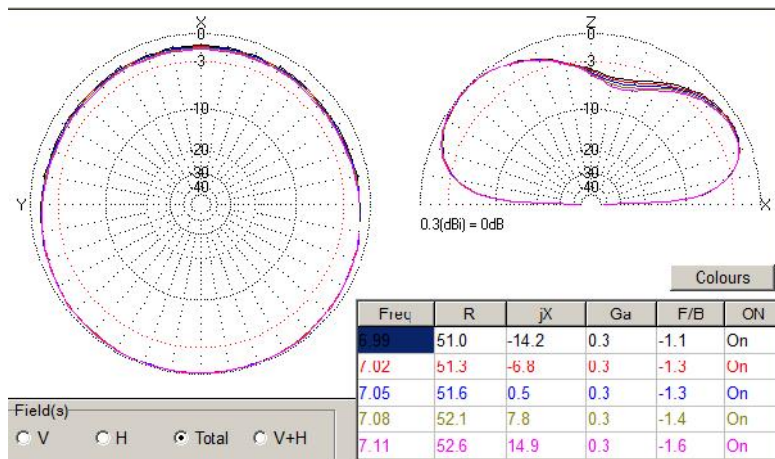 X
0
3
10
20
30
40
Y
Z
0
3
10
20
30
40
X
0.3(dBi) = 0dB
Colours
Freq R jX Ga F/B ON
6.99 51.0 -14.2 0.3 -1.1 On
7.02 51.3 -6.8 0.3 -1.3 On
7.05 51.6 0.5 0.3 -1.3 On
7.08 52.1 7.8 0.3 -1.4 On
7.11 52.6 14.9 0.3 -1.6 On
Field(s)
V H Total V+H